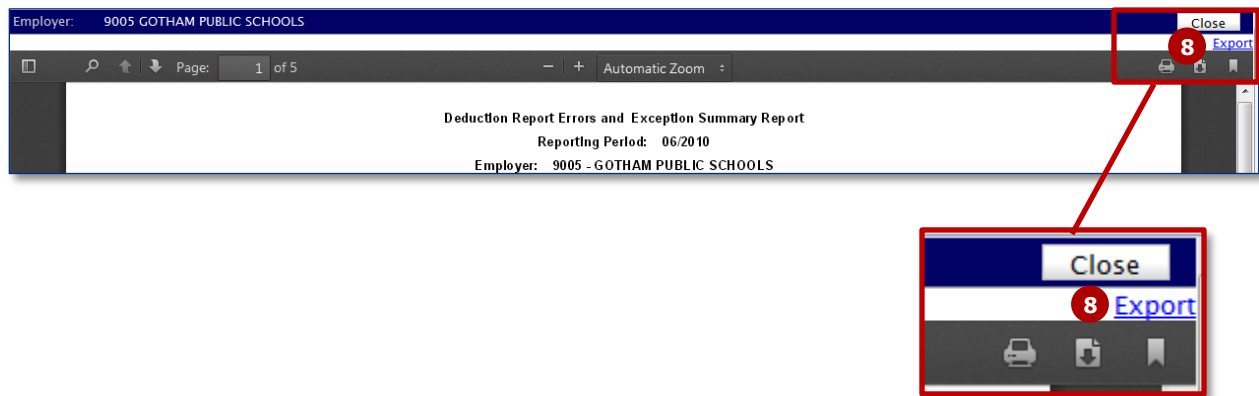 Employer: 9005 GOTHAM PUBLIC SCHOOLS Close
8 Export
Page: 1 of 5 Automatic Zoom
Deduction Report Errors and Exception Summary Report
Reporting Period: 06/2010
Employer: 9005 - GOTHAM PUBLIC SCHOOLS
Close
8 Export